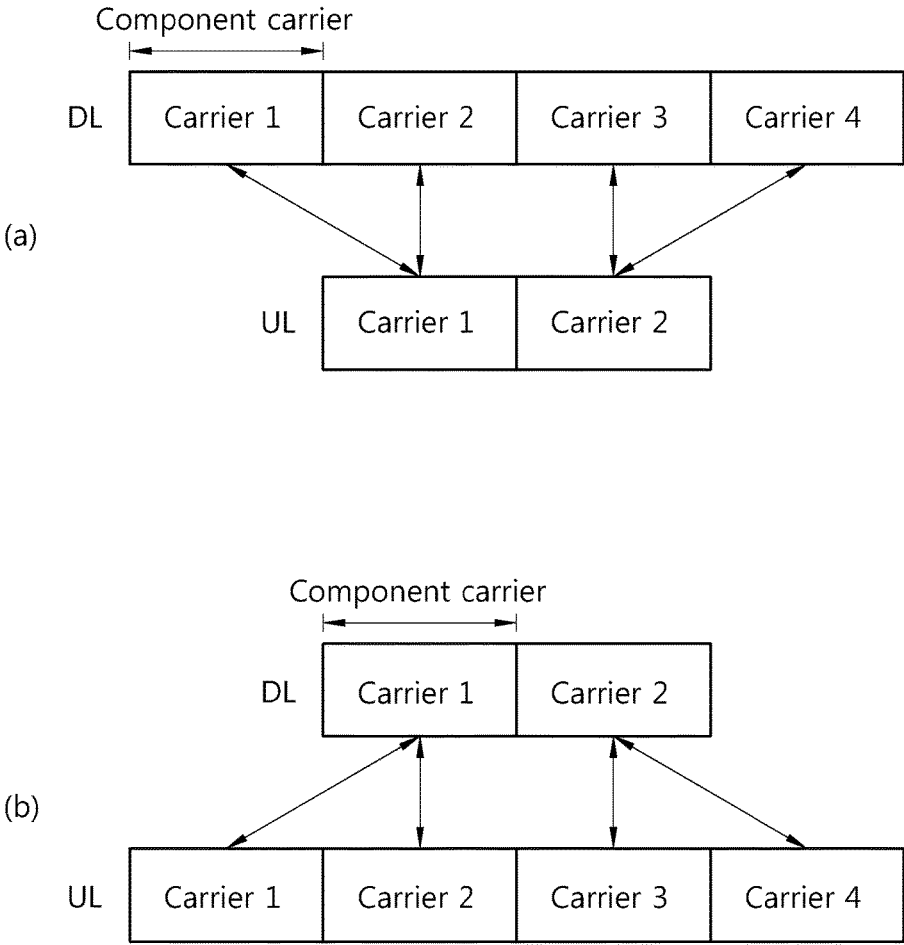 Component carrier
DL Carrier 1 Carrier 2 Carrier 3 Carrier 4
(a)
UL Carrier 1 Carrier 2
Component carrier
DL Carrier 1 Carrier 2
(b)
UL Carrier 1 Carrier 2 Carrier 3 Carrier 4